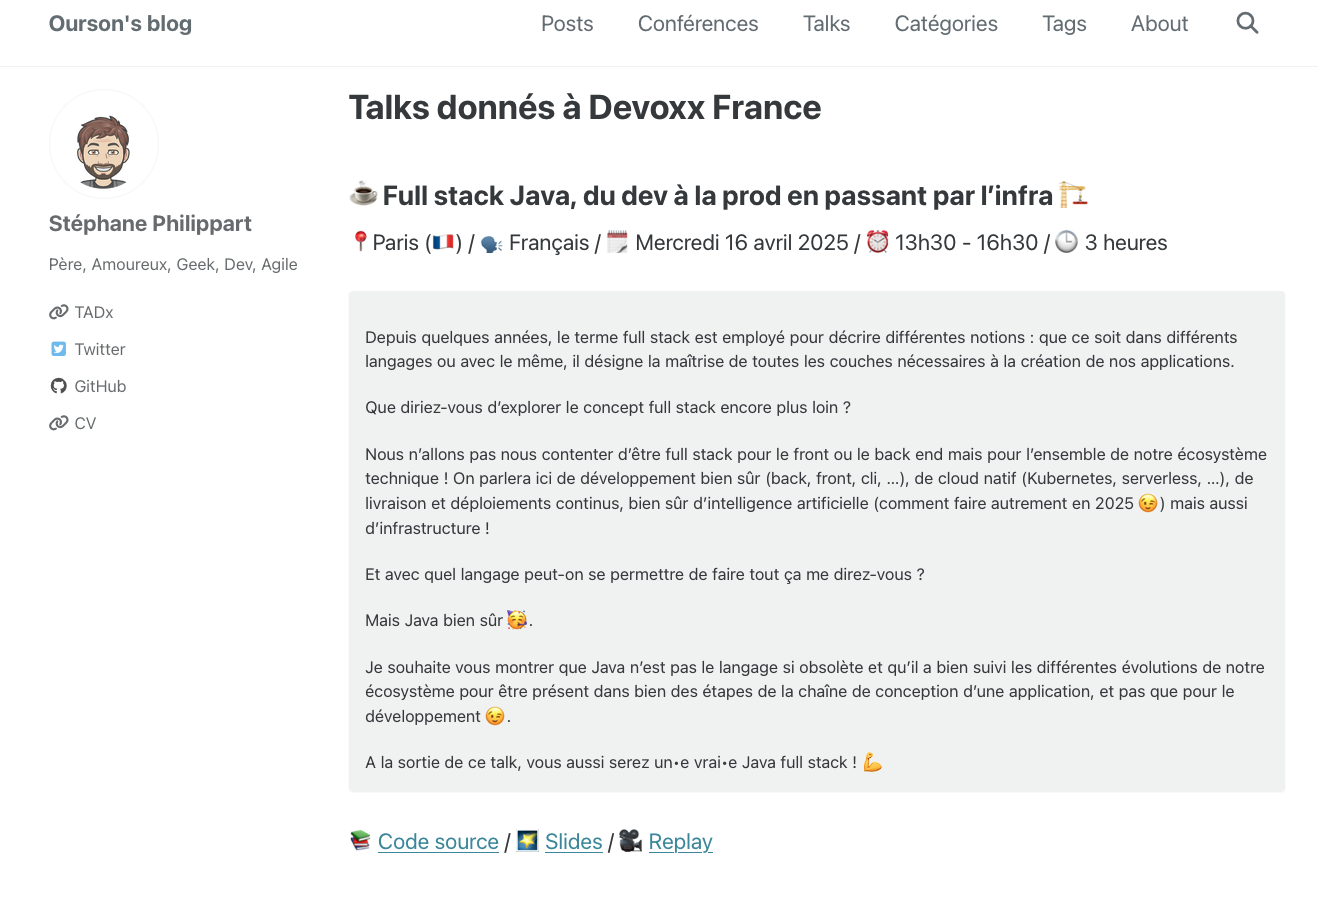 Ourson's blog
Posts
Conférences
Talks
Catégories
Tags
About
Stéphane Philippart
Père, Amoureux, Geek, Dev, Agile
TADx
Twitter
GitHub
CV
Talks donnés à Devoxx France
☕ Full stack Java, du dev à la prod en passant par l’infra 🏗️
📍Paris (🇫🇷) / 🗣️ Français / 🗓️ Mercredi 16 avril 2025 / ⏰ 13h30 - 16h30 / 🕒 3 heures
Depuis quelques années, le terme full stack est employé pour décrire différentes notions : que ce soit dans différents
langages ou avec le même, il désigne la maîtrise de toutes les couches nécessaires à la création de nos applications.
Que diriez-vous d’explorer le concept full stack encore plus loin ?
Nous n’allons pas nous contenter d’être full stack pour le front ou le back end mais pour l’ensemble de notre écosystème
technique ! On parlera ici de développement bien sûr (back, front, cli, …), de cloud natif (Kubernetes, serverless, …), de
livraison et déploiements continus, bien sûr d’intelligence artificielle (comment faire autrement en 2025 😉) mais aussi
d’infrastructure !
Et avec quel langage peut-on se permettre de faire tout ça me direz-vous ?
Mais Java bien sûr 🥳.
Je souhaite vous montrer que Java n’est pas le langage si obsolète et qu’il a bien suivi les différentes évolutions de notre
écosystème pour être présent dans bien des étapes de la chaîne de conception d’une application, et pas que pour le
développement 😉.
A la sortie de ce talk, vous aussi serez un•e vrai•e Java full stack ! 💪
📚 Code source / 🌠 Slides / 🎥 Replay